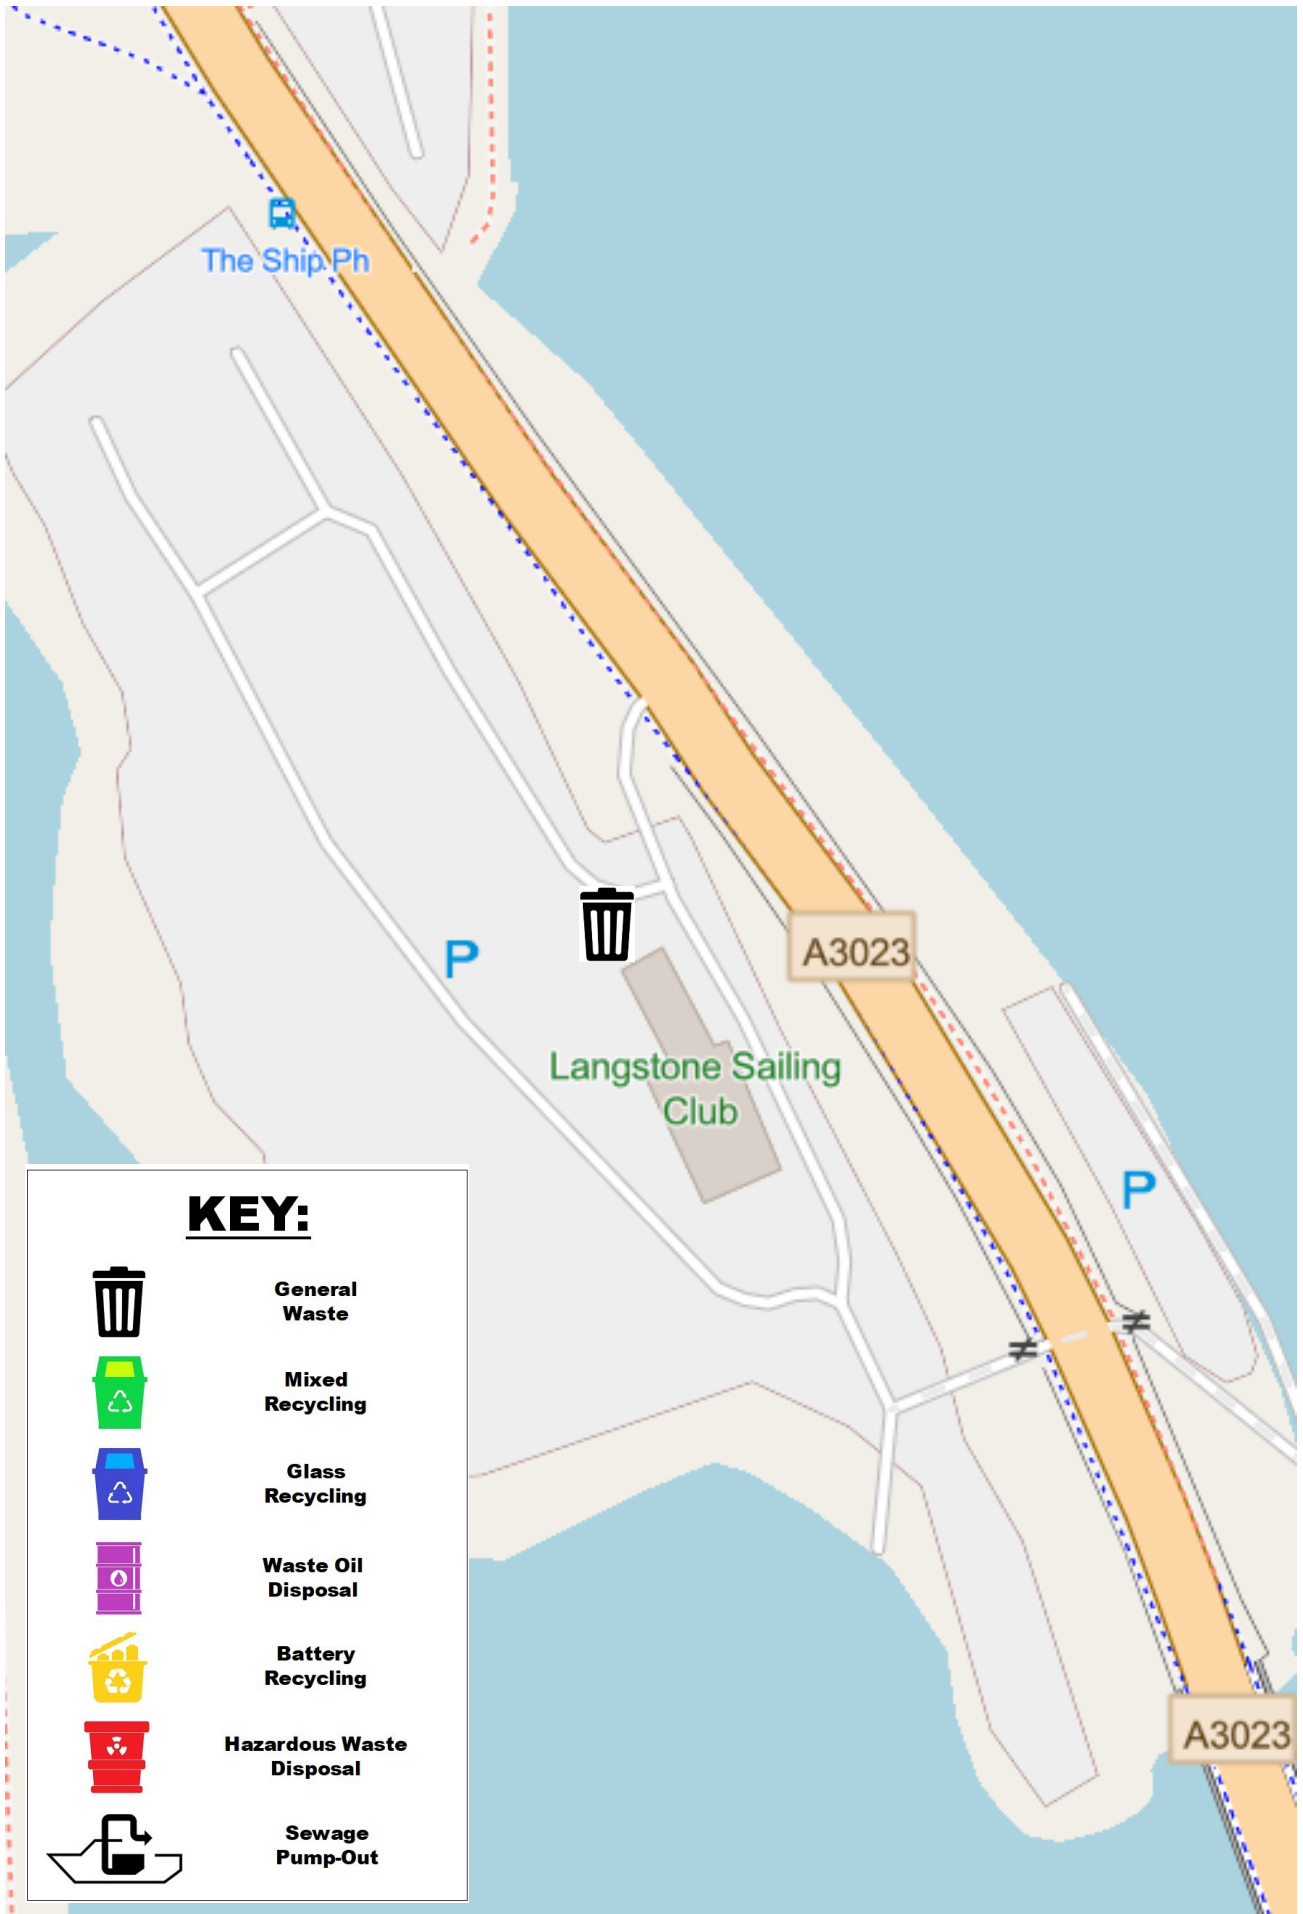 The Ship Ph
P
A3023
Langstone Sailing
Club
P
KEY:
General
Waste
Mixed
Recycling
Glass
Recycling
Waste Oil
Disposal
Battery
Recycling
Hazardous Waste
Disposal
A3023
Sewage
Pump-Out